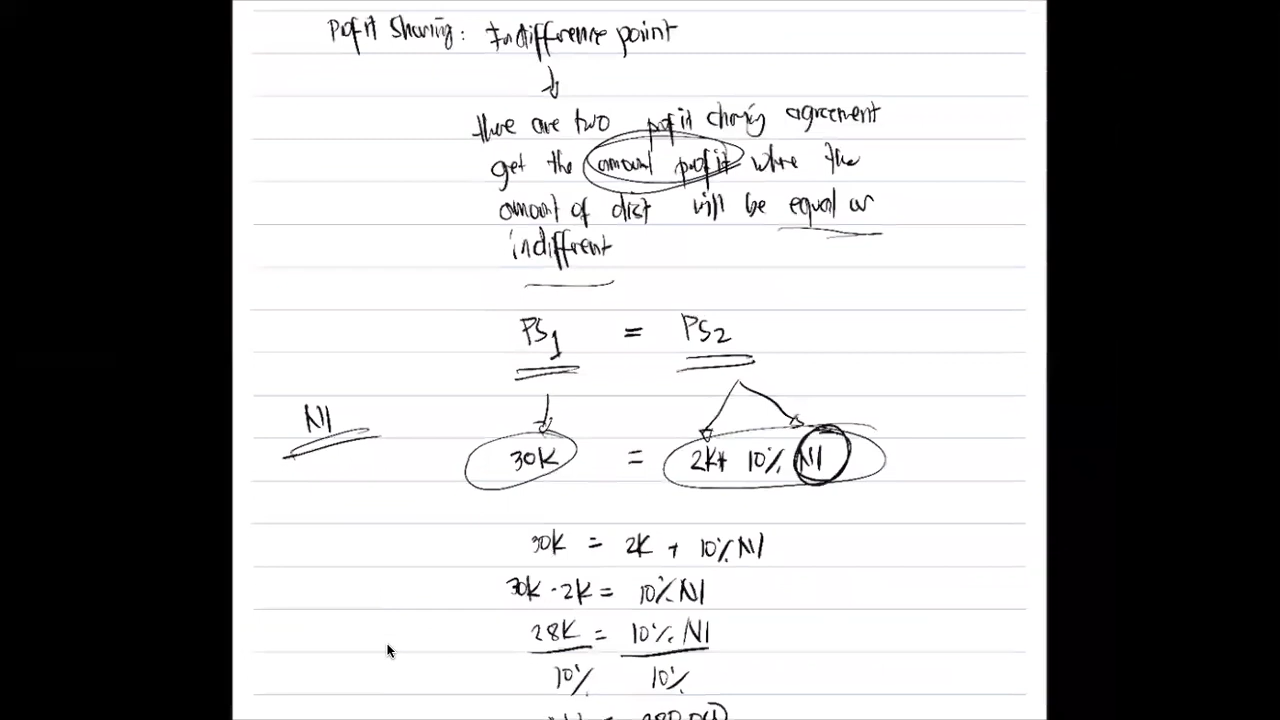 Profit Sharing: Indifference point
there are two profit sharing agreement
get the amount profit where the
amount of dist will be equal or
indifferent
PS1 = PS2
NI
30K = 2K+ 10% NI
30K = 2K + 10% NI
30K - 2K = 10% NI
28K = 10% NI
10% 10%